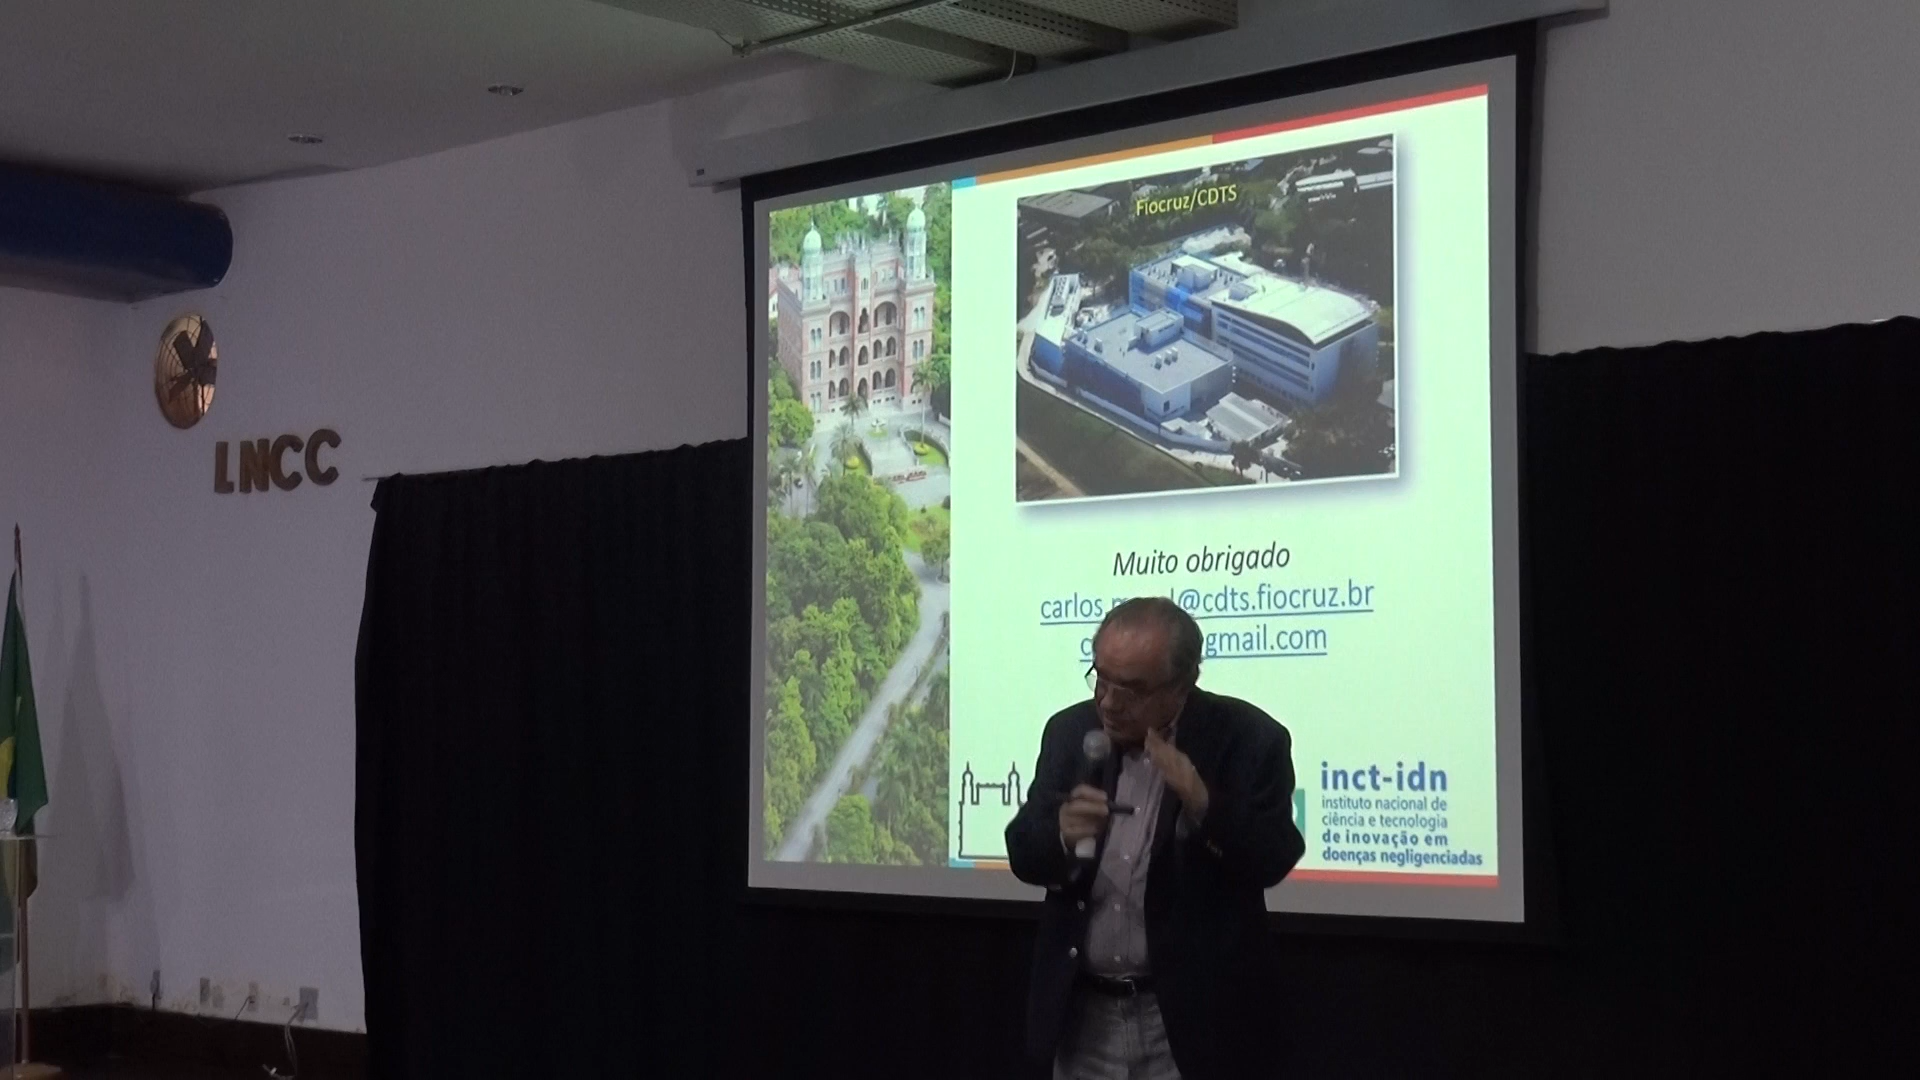 LNCC
Fiocruz/CDTS
Muito obrigado
carlos @cdts.fiocruz.br
gmail.com
inct-idn
instituto nacional de
ciência e tecnologia
de inovação em
doenças negligenciadas